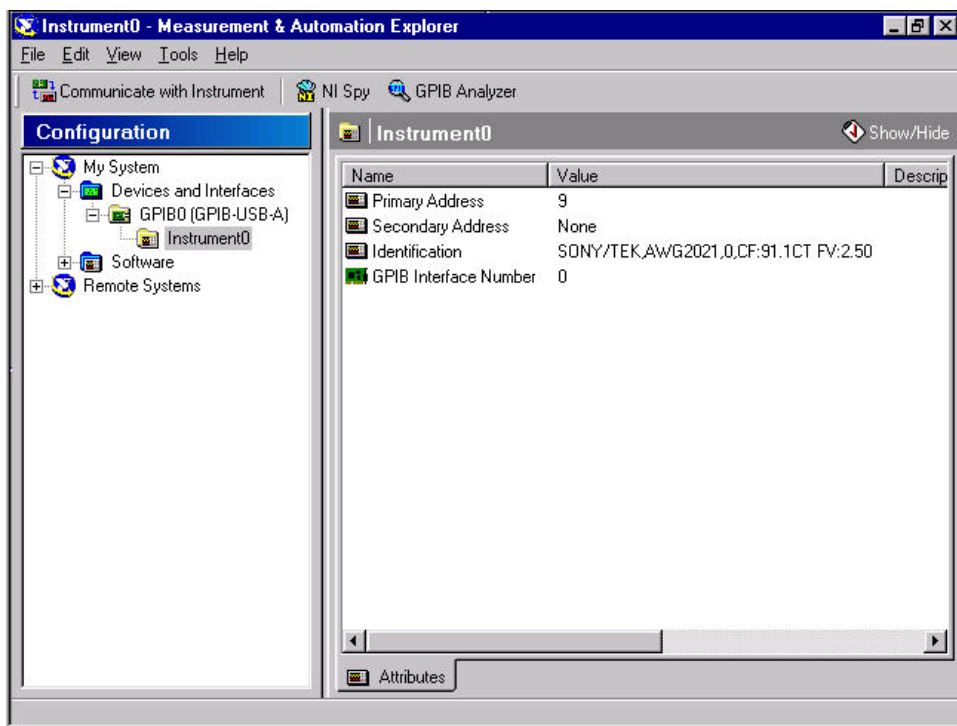 Instrument0 - Measurement & Automation Explorer
File Edit View Tools Help
Communicate with Instrument NI Spy GPIB Analyzer
Configuration
My System
Devices and Interfaces
GPIB0 (GPIB-USB-A)
Instrument0
Software
Remote Systems
Instrument0 Show/Hide
Name Value Descrip
Primary Address 9
Secondary Address None
Identification SONY/TEK,AWG2021,0,CF:91.1CT FV:2.50
GPIB Interface Number 0
Attributes